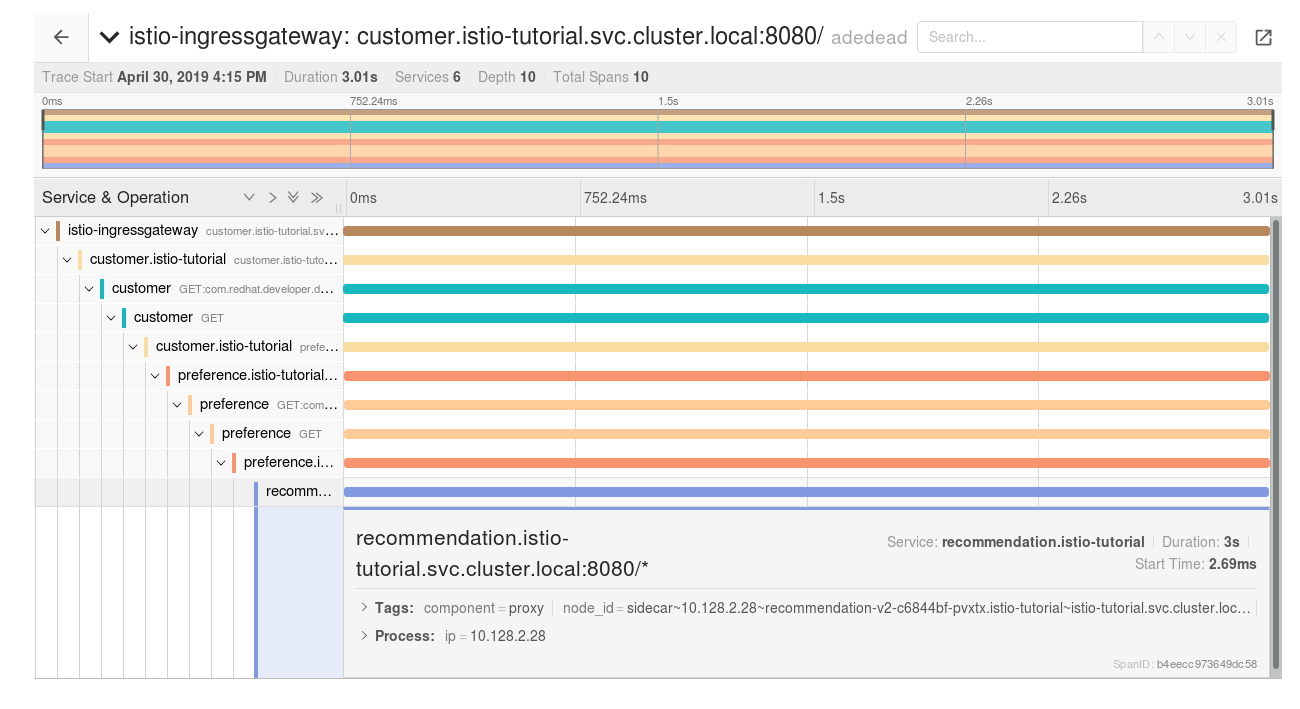 istio-ingressgateway: customer.istio-tutorial.svc.cluster.local:8080/ adedead Search...
Trace Start April 30, 2019 4:15 PM Duration 3.01s Services 6 Depth 10 Total Spans 10
0ms 752.24ms 1.5s 2.26s 3.01s
Service & Operation 0ms 752.24ms 1.5s 2.26s 3.01s
istio-ingressgateway customer.istio-tutorial.sv…
customer.istio-tutorial customer.istio-tuto…
customer GET:com.redhat.developer.d…
customer GET
customer.istio-tutorial prefe…
preference.istio-tutorial…
preference GET:com…
preference GET
preference.i…
recomm…
recommendation.istio-
tutorial.svc.cluster.local:8080/*
Service: recommendation.istio-tutorial Duration: 3s
Start Time: 2.69ms
Tags: component = proxy node_id = sidecar~10.128.2.28~recommendation-v2-c6844bf-pvxtx.istio-tutorial~istio-tutorial.svc.cluster.loc…
Process: ip = 10.128.2.28
SpanID: b4eecc973649dc58